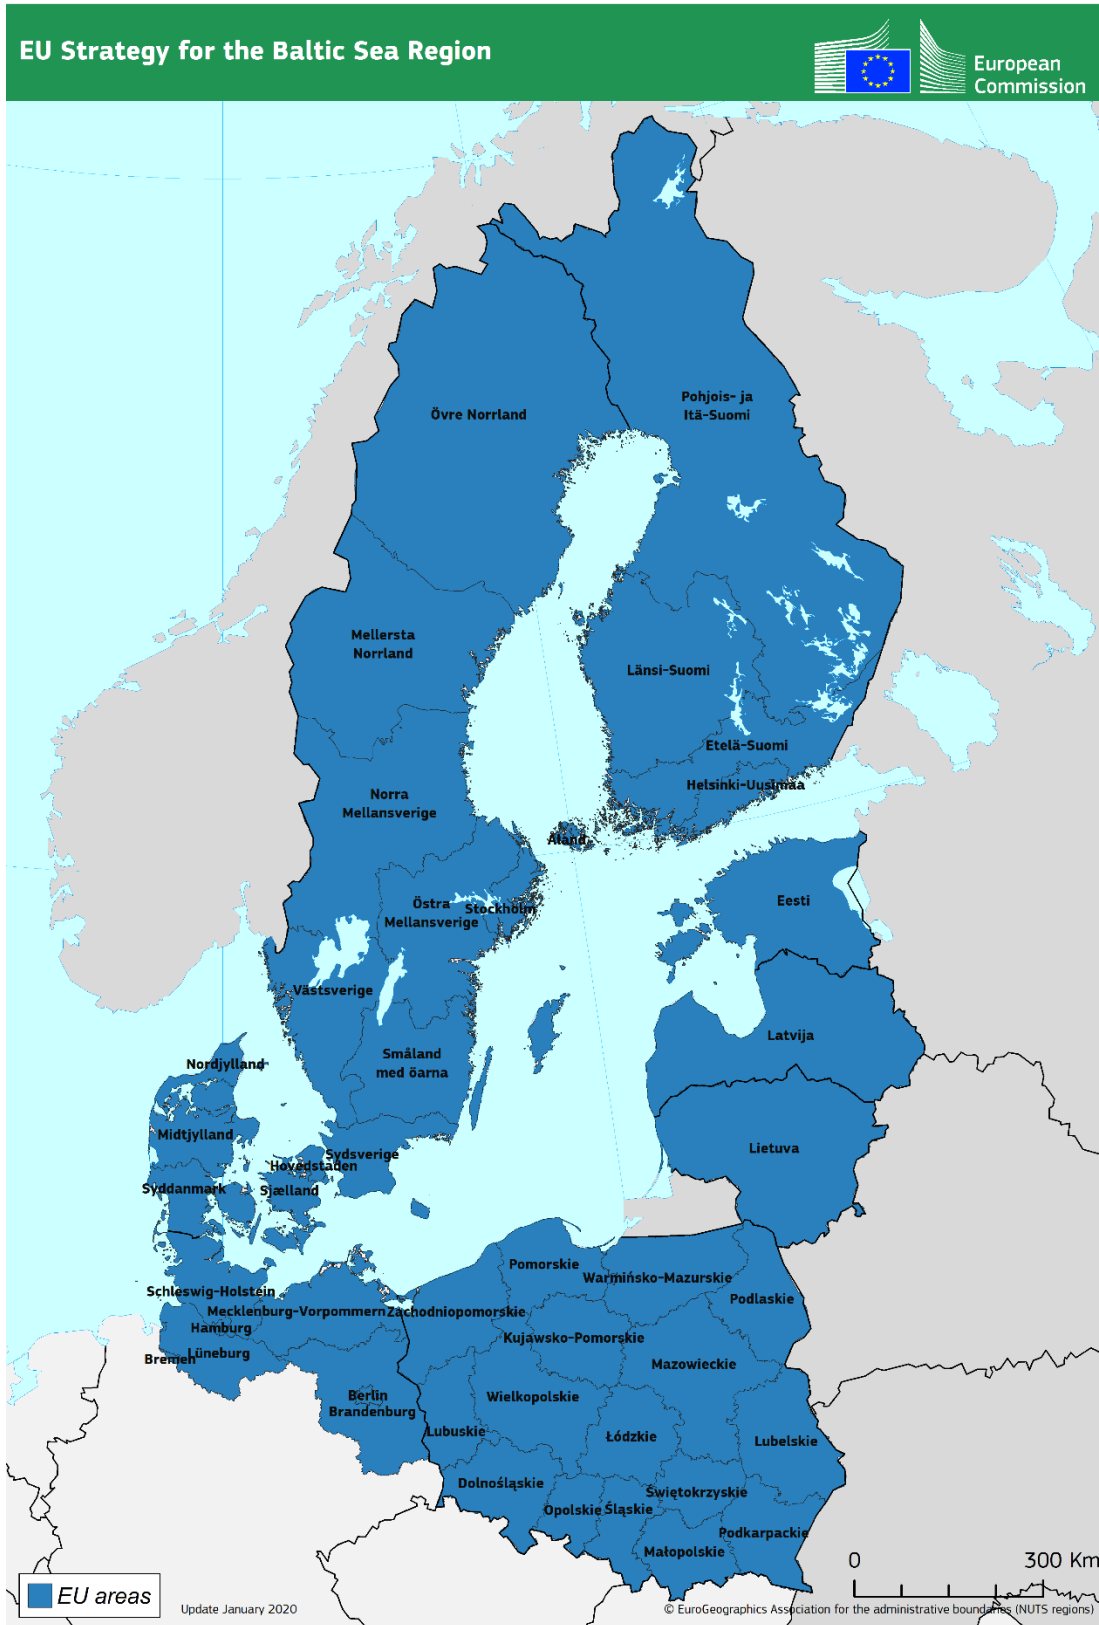 EU Strategy for the Baltic Sea Region
European
Commission
Pohjois- ja
Itä-Suomi
Övre Norrland
Mellersta
Norrland
Länsi-Suomi
Etelä-Suomi
Helsinki-Uusimaa
Norra
Mellansverige
Åland
Östra
Mellansverige
Stockholm
Eesti
Västsverige
Latvija
Småland
med öarna
Nordjylland
Midtjylland
Lietuva
Sydsverige
Hovedstaden
Syddanmark
Sjælland
Pomorskie
Warmińsko-Mazurskie
Schleswig-Holstein
Podlaskie
Mecklenburg-Vorpommern
Zachodniopomorskie
Hamburg
Kujawsko-Pomorskie
Lüneburg
Bremen
Mazowieckie
Berlin
Brandenburg
Wielkopolskie
Lubuskie
Łódzkie
Lubelskie
Dolnośląskie
Świętokrzyskie
Opolskie
Śląskie
Podkarpackie
Małopolskie
0 300 Km
EU areas
Update January 2020
© EuroGeographics Association for the administrative boundaries (NUTS regions)